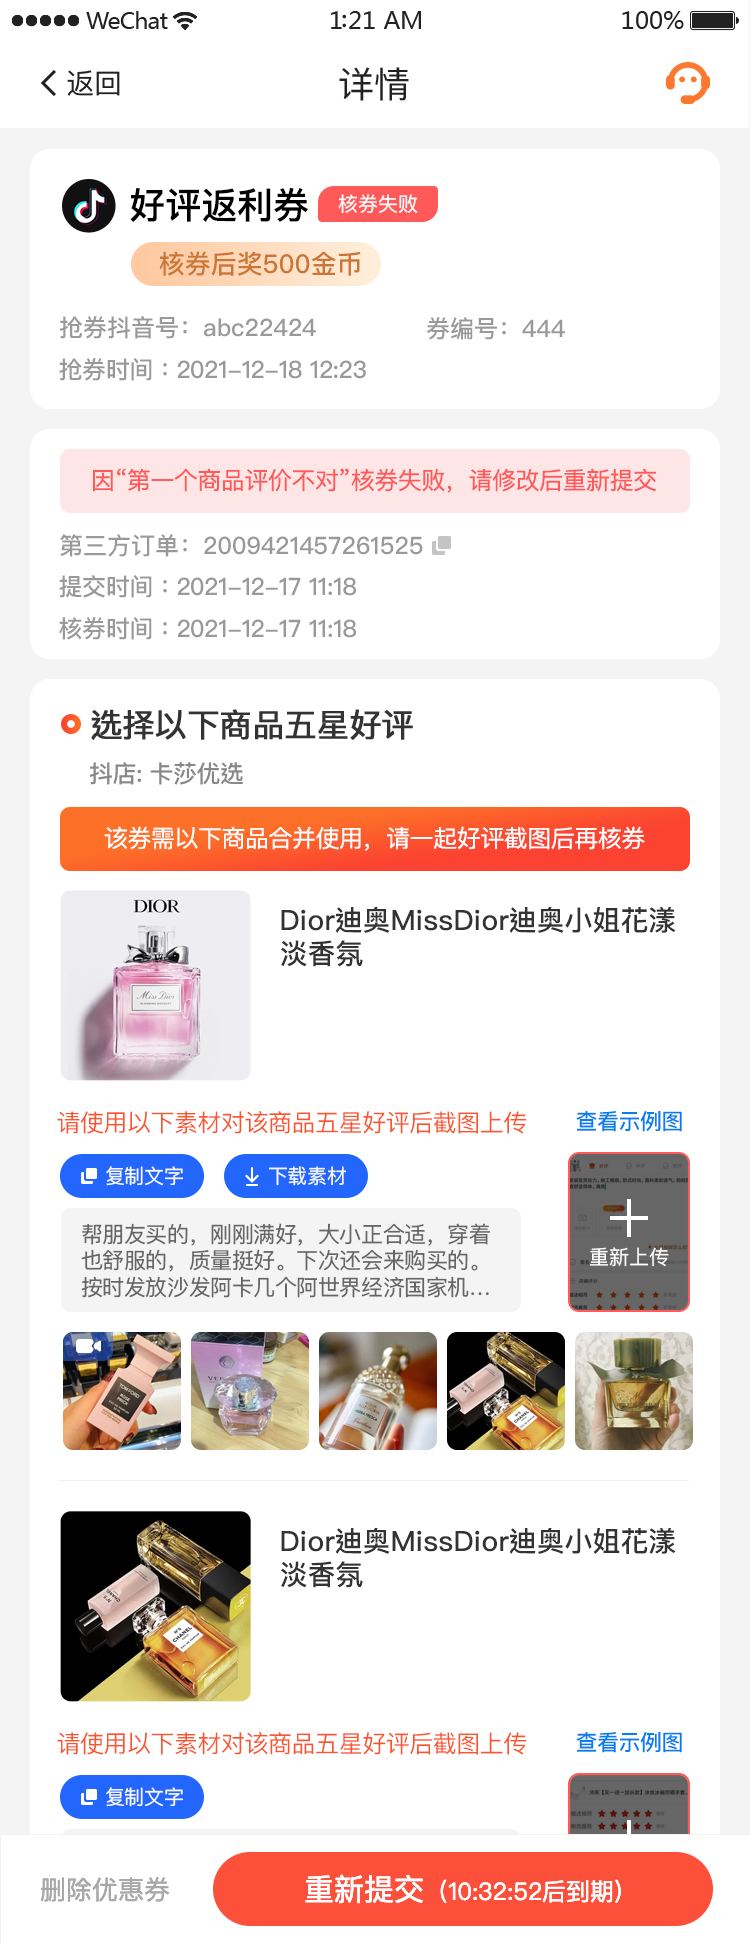 WeChat 1:21 AM 100%
返回 详情
好评返利券 核券失败
核券后奖500金币
抢券抖音号：abc22424 券编号：444
抢券时间：2021-12-18 12:23
因“第一个商品评价不对”核券失败，请修改后重新提交
第三方订单：2009421457261525
提交时间：2021-12-17 11:18
核券时间：2021-12-17 11:18
选择以下商品五星好评
抖店: 卡莎优选
该券需以下商品合并使用，请一起好评截图后再核券
DIOR
Miss Dior
Dior迪奥MissDior迪奥小姐花漾
淡香氛
请使用以下素材对该商品五星好评后截图上传 查看示例图
复制文字 下载素材
重新上传
帮朋友买的，刚刚满好，大小正合适，穿着
也舒服的，质量挺好。下次还会来购买的。
按时发放沙发阿卡几个阿世界经济国家机...
TOM FORD
N°5
CHANEL
Dior迪奥MissDior迪奥小姐花漾
淡香氛
N°5
CHANEL
请使用以下素材对该商品五星好评后截图上传 查看示例图
复制文字
删除优惠券 重新提交（10:32:52后到期）